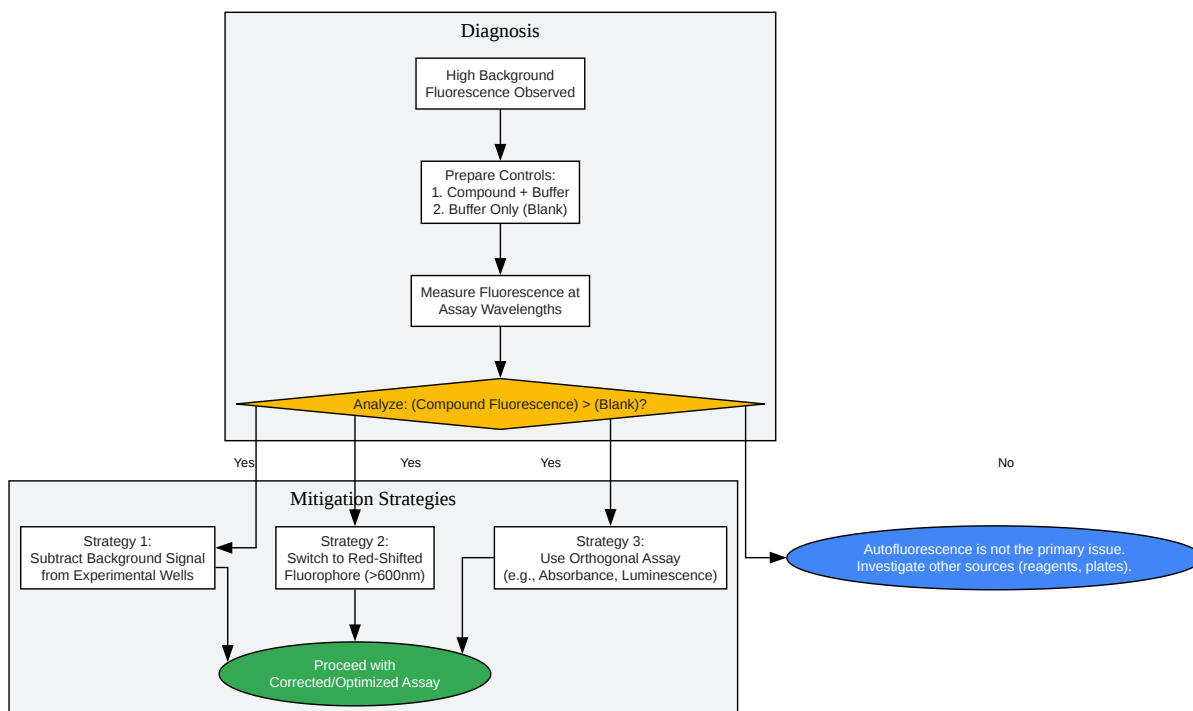 Diagnosis
High Background
Fluorescence Observed
Prepare Controls:
1. Compound + Buffer
2. Buffer Only (Blank)
Measure Fluorescence at
Assay Wavelengths
Analyze: (Compound Fluorescence) > (Blank)?
Yes
Yes
Yes
No
Mitigation Strategies
Strategy 1:
Subtract Background Signal
from Experimental Wells
Strategy 2:
Switch to Red-Shifted
Fluorophore (>600nm)
Strategy 3:
Use Orthogonal Assay
(e.g., Absorbance, Luminescence)
Autofluorescence is not the primary issue.
Investigate other sources (reagents, plates).
Proceed with
Corrected/Optimized Assay